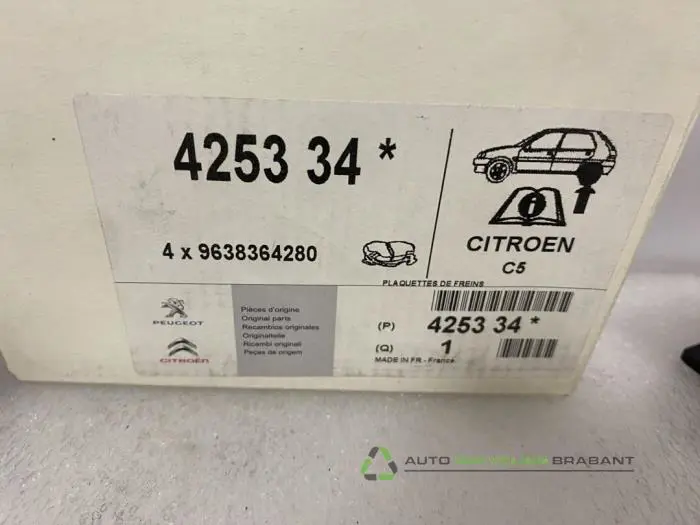 4253 34 *
4 x 9638364280
CITROEN
C5
PLAQUETTES DE FREINS
PEUGEOT
CITROËN
Pièces d'origine
Original parts
Recambios originales
Originalteile
Ricambi originali
Peças de origem
(P) 4253 34 *
(Q) 1
MADE IN FR - France
AUTO RECYCLING BRABANT